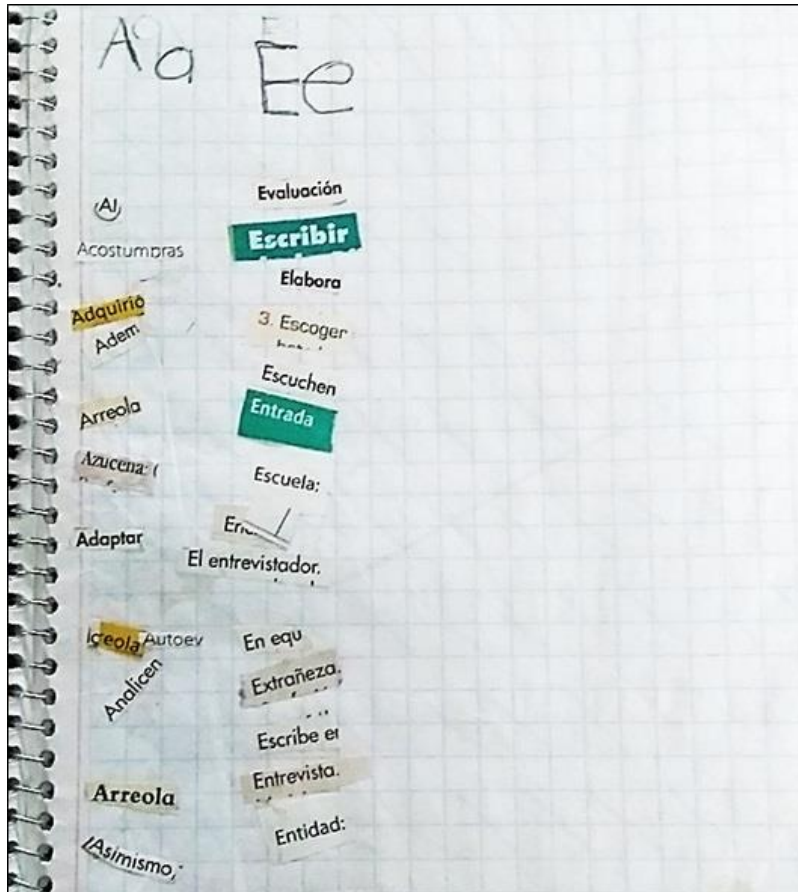 Aa Ee
Al
Acostumbras
Adquirió
Adem
Arreola
Azucena: (
Adaptar
Autoev
Analicen
Arreola
¡Asimismo,
Evaluación
Escribir
Elabora
3. Escoger
Escuchen
Entrada
Escuela:
El entrevistador.
En equ
Extrañeza.
Escribe en
Entrevista.
Entidad: